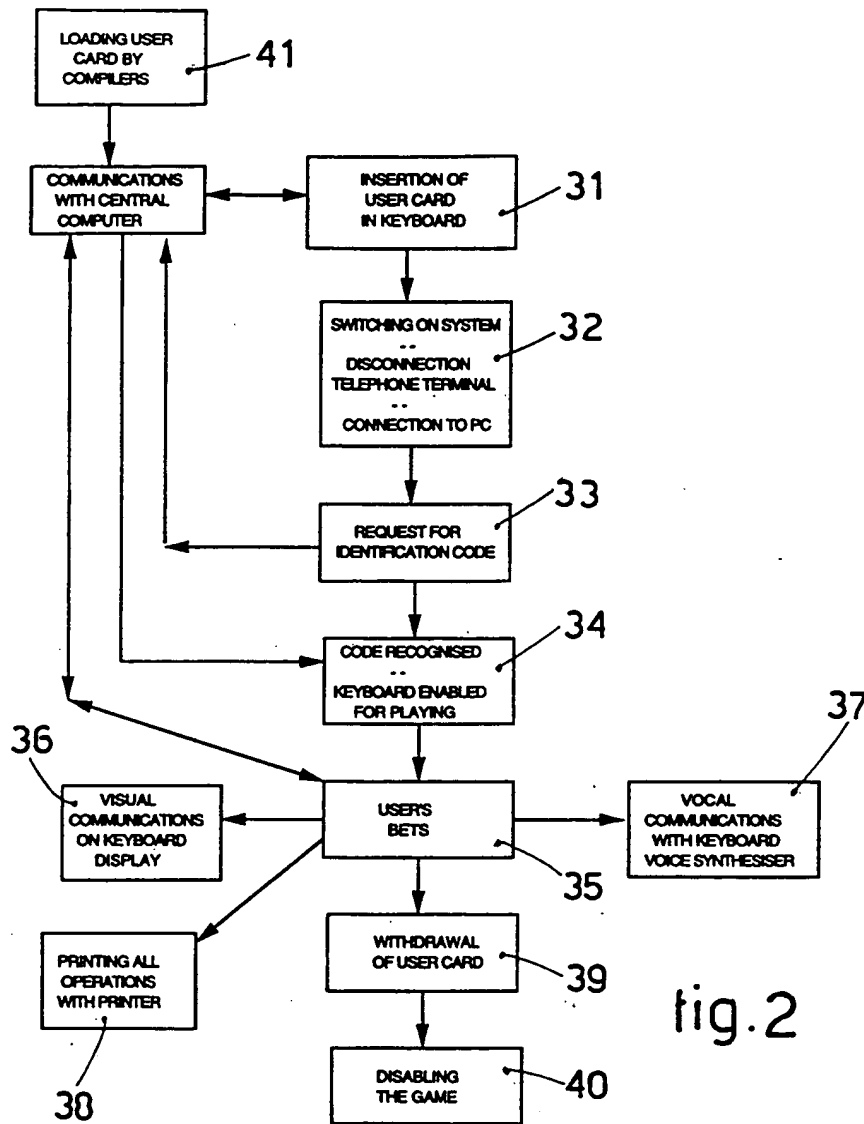 LOADING USER
CARD BY
COMPILERS
41
COMMUNICATIONS
WITH CENTRAL
COMPUTER
INSERTION OF
USER CARD
IN KEYBOARD
31
SWITCHING ON SYSTEM
--
DISCONNECTION
TELEPHONE TERMINAL
--
CONNECTION TO PC
32
REQUEST FOR
IDENTIFICATION CODE
33
CODE RECOGNISED
--
KEYBOARD ENABLED
FOR PLAYING
34
36
VISUAL
COMMUNICATIONS
ON KEYBOARD
DISPLAY
USER'S
BETS
35
37
VOCAL
COMMUNICATIONS
WITH KEYBOARD
VOICE SYNTHESISER
PRINTING ALL
OPERATIONS
WITH PRINTER
38
WITHDRAWAL
OF USER CARD
39
DISABLING
THE GAME
40
fig.2